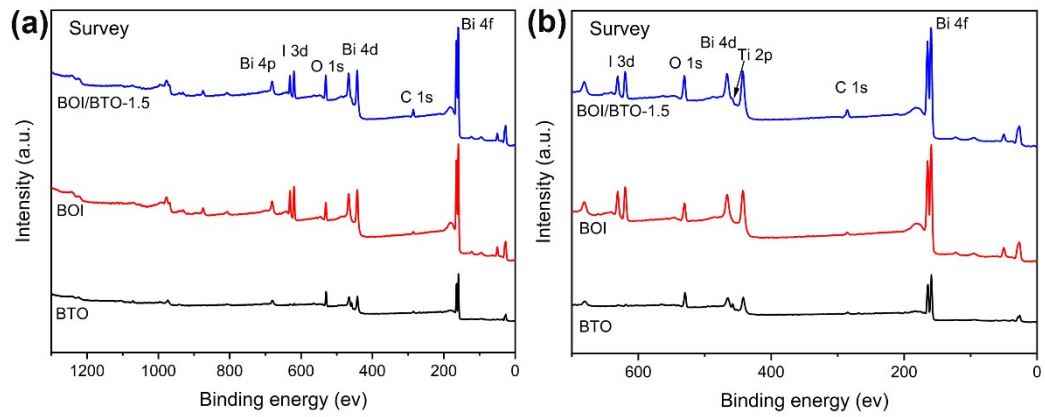 (a)
Survey
Bi 4f
I 3d
Bi 4d
Bi 4p
O 1s
C 1s
BOI/BTO-1.5
BOI
BTO
Intensity (a.u.)
1200 1000 800 600 400 200 0
Binding energy (ev)
(b)
Survey
Bi 4f
Bi 4d
I 3d
O 1s
Ti 2p
C 1s
BOI/BTO-1.5
BOI
BTO
Intensity (a.u.)
600 400 200 0
Binding energy (ev)